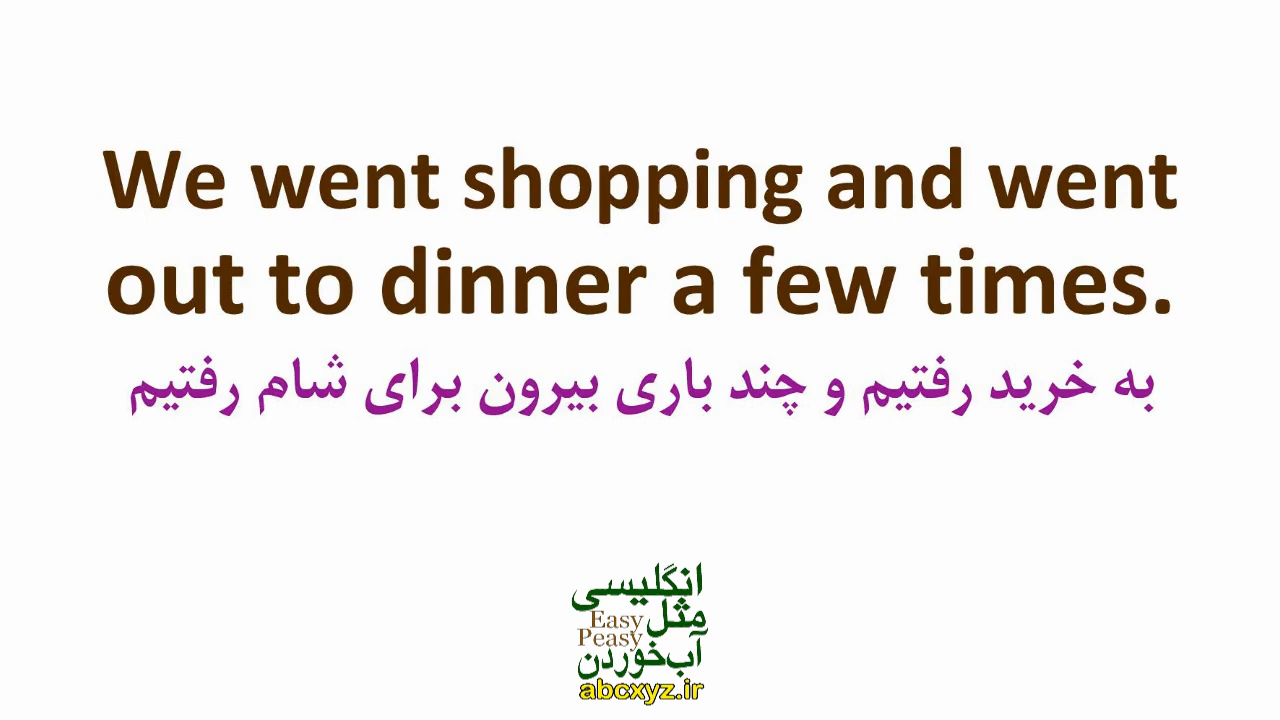 We went shopping and went
out to dinner a few times.
به خرید رفتیم و چند باری بیرون برای شام رفتیم
انگلیسی
مثل
Easy
Peasy
آب‌خوردن
abcxyz.ir